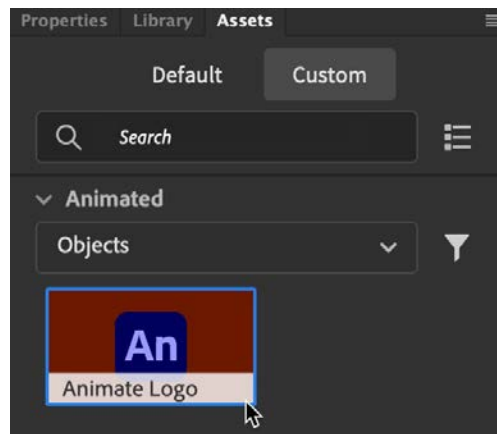 Properties Library Assets
Default Custom
Search
Animated
Objects
An
Animate Logo